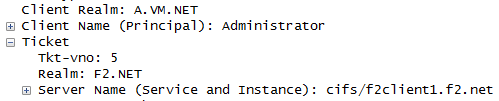 Client Realm: A.VM.NET
Client Name (Principal): Administrator
Ticket
Tkt-vno: 5
Realm: F2.NET
Server Name (Service and Instance): cifs/f2client1.f2.net